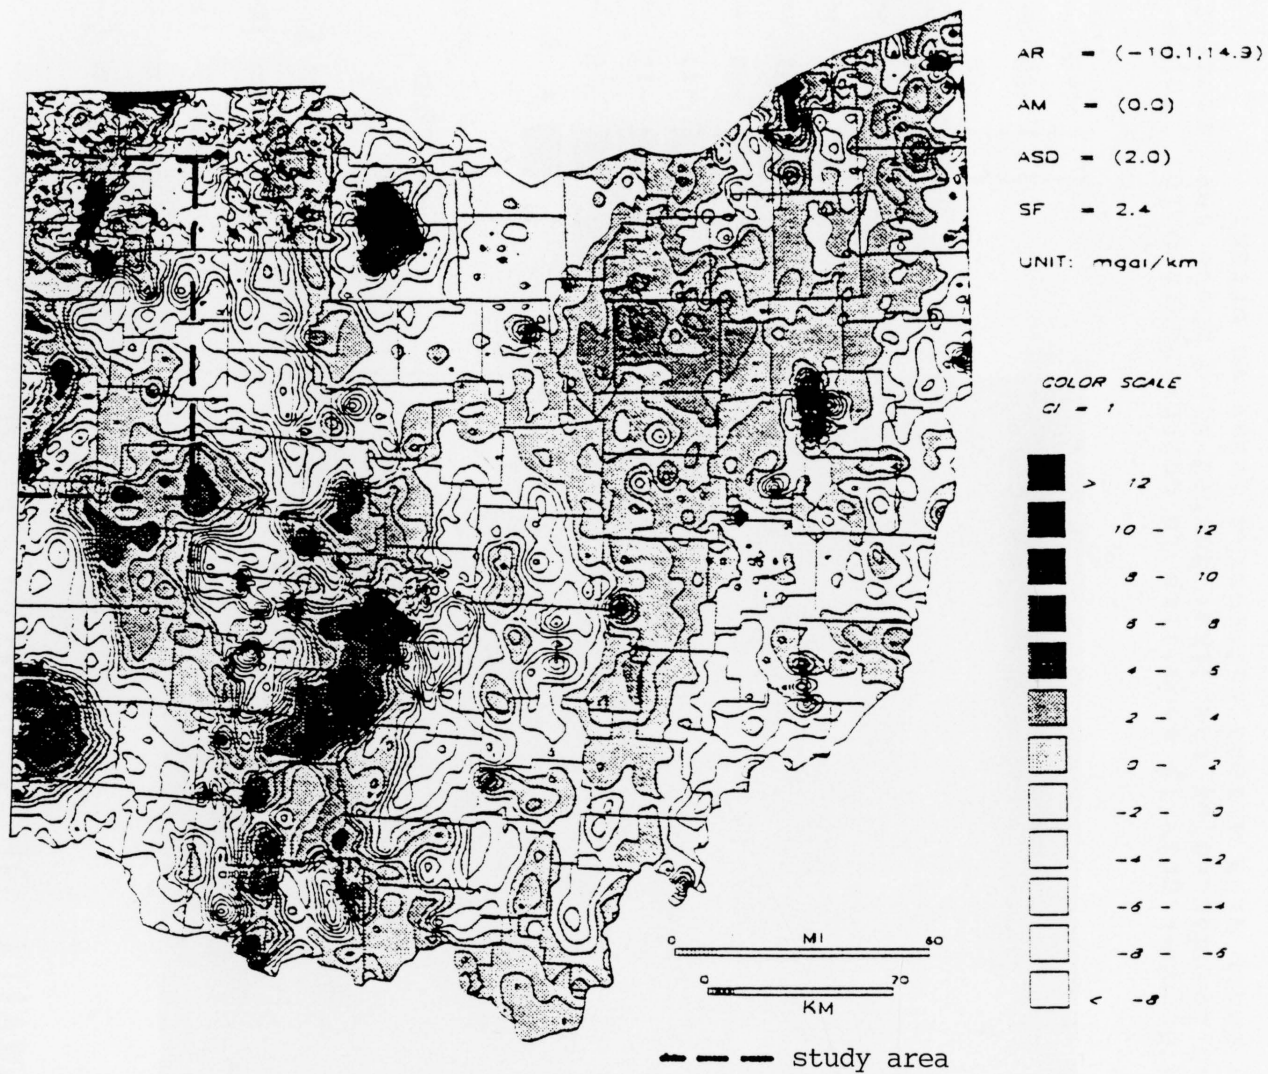 AR = (-10.1,14.9)
AM = (0.0)
ASD = (2.0)
SF = 2.4
UNIT: mgal/km
COLOR SCALE
CI = 1
> 12
10 - 12
8 - 10
6 - 8
4 - 5
2 - 4
0 - 2
-2 - 0
-4 - -2
-6 - -4
-8 - -6
< -8
0 MI 60
0 70
KM
study area